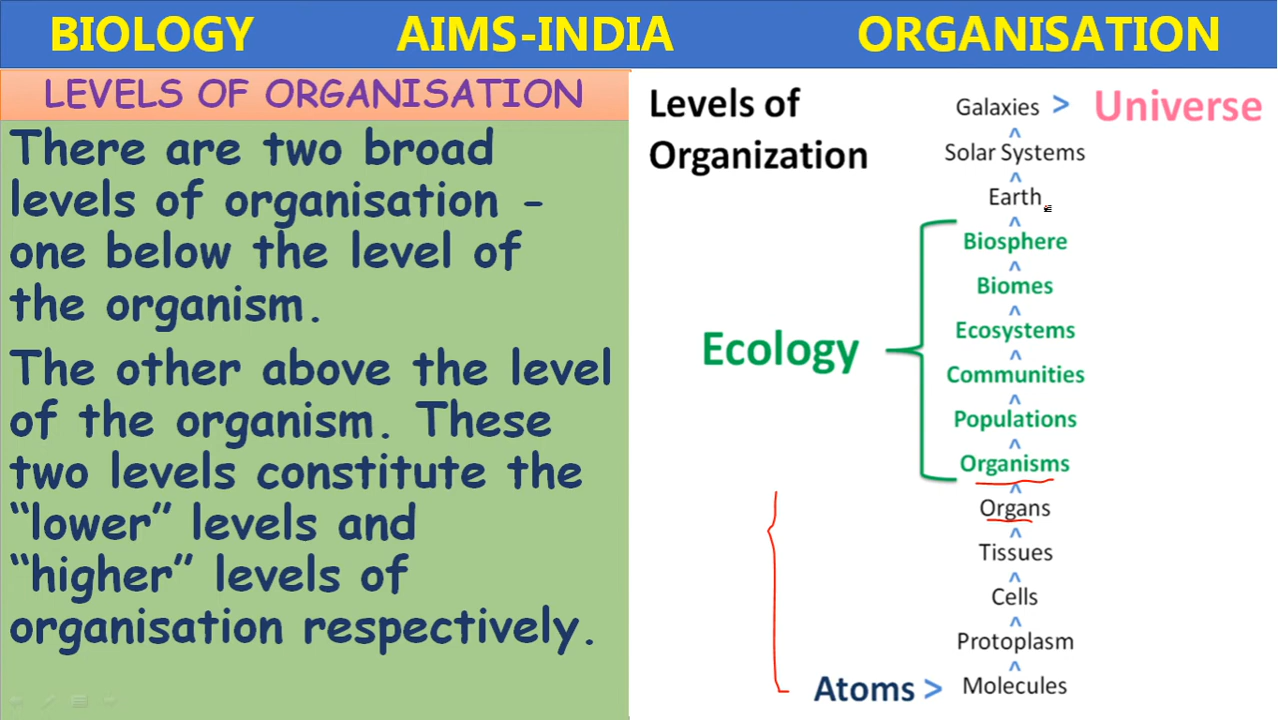 BIOLOGY AIMS-INDIA ORGANISATION
LEVELS OF ORGANISATION
There are two broad
levels of organisation -
one below the level of
the organism.
The other above the level
of the organism. These
two levels constitute the
“lower” levels and
“higher” levels of
organisation respectively.
Levels of
Organization
Galaxies > Universe
^
Solar Systems
^
Earth
^
Biosphere
^
Biomes
^
Ecosystems
^
Ecology
Communities
^
Populations
^
Organisms
^
Organs
^
Tissues
^
Cells
^
Protoplasm
^
Atoms > Molecules